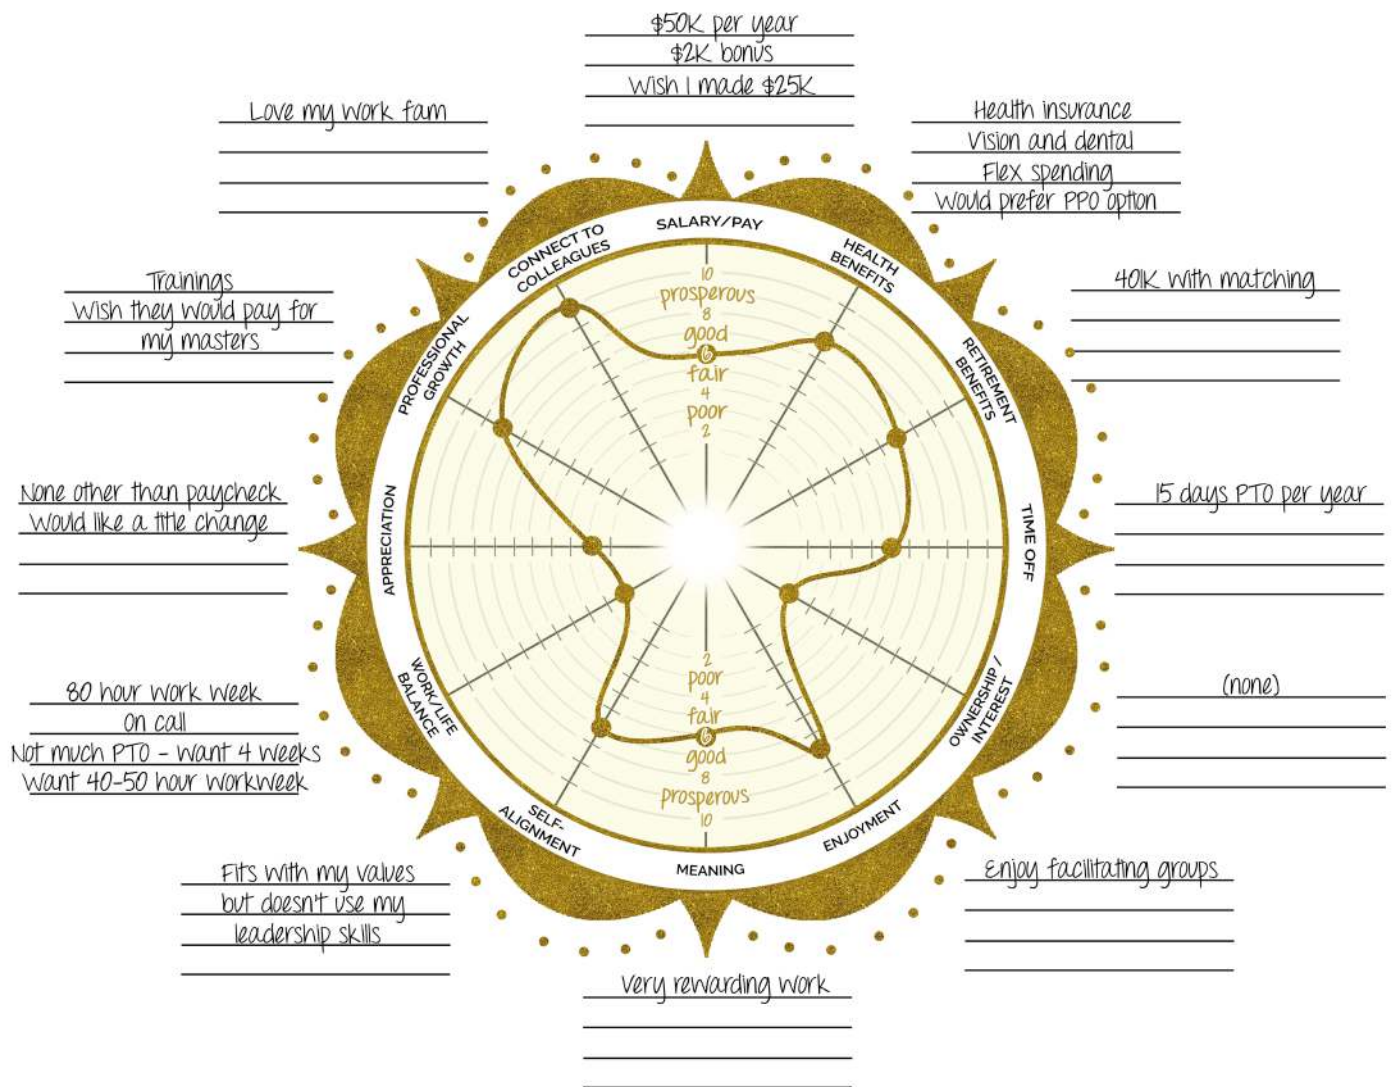 $50K per year
$2K bonus
Wish I made $25K
Love my work fam
Health insurance
Vision and dental
Flex spending
Would prefer PPO option
Trainings
Wish they would pay for
my masters
401K with matching
None other than paycheck
Would like a title change
15 days PTO per year
80 hour work week
On call
Not much PTO - want 4 weeks
Want 40-50 hour workweek
(none)
Fits with my values
but doesn't use my
leadership skills
Enjoy facilitating groups
Very rewarding work
SALARY/PAY
HEALTH
BENEFITS
RETIREMENT
BENEFITS
TIME OFF
OWNERSHIP /
INTEREST
ENJOYMENT
MEANING
SELF-
ALIGNMENT
WORK/LIFE
BALANCE
APPRECIATION
PROFESSIONAL
GROWTH
CONNECT TO
COLLEAGUES
10
prosperous
8
good
6
fair
4
poor
2
2
poor
4
fair
6
good
8
prosperous
10